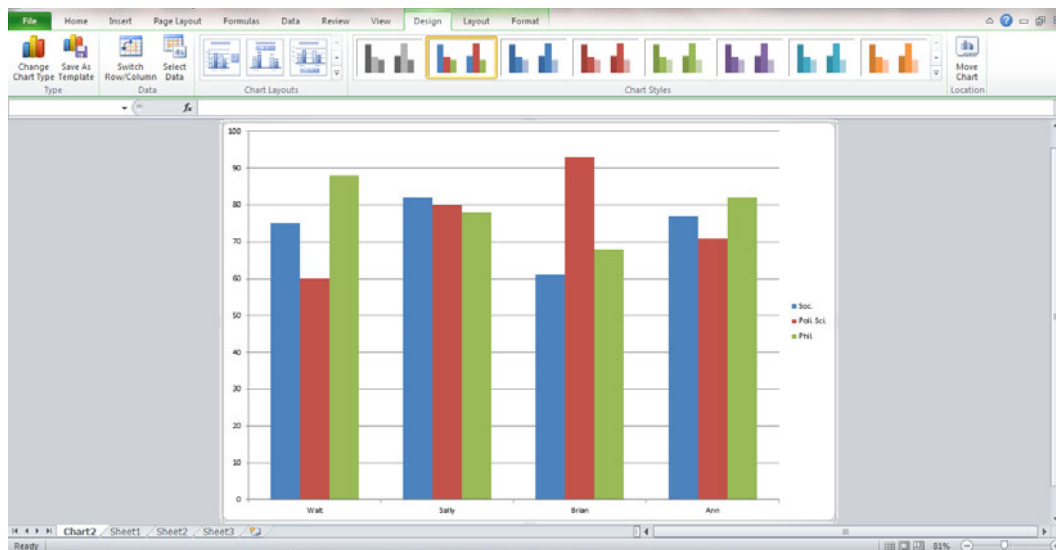 File Home Insert Page Layout Formulas Data Review View Design Layout Format
Change Chart Type
Save As Template
Switch Row/Column
Select Data
Move Chart
Type Data Chart Layouts Chart Styles Location
fx
100
90
80
70
60
50
40
30
20
10
0
Soc.
Poli. Sci.
Phil.
Walt Sally Brian Ann
Chart2 Sheet1 Sheet2 Sheet3
Ready 81%